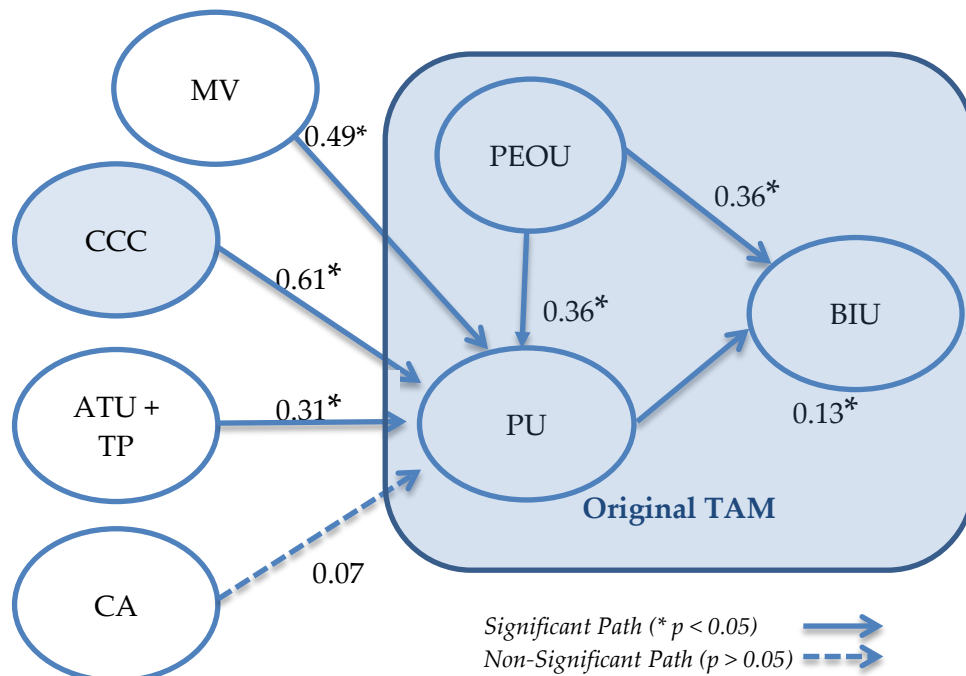 MV
0.49*
PEOU
0.36*
CCC
0.61*
0.36*
BIU
ATU +
TP
0.31*
PU
0.13*
Original TAM
0.07
CA
Significant Path (* p < 0.05)
Non-Significant Path (p > 0.05)